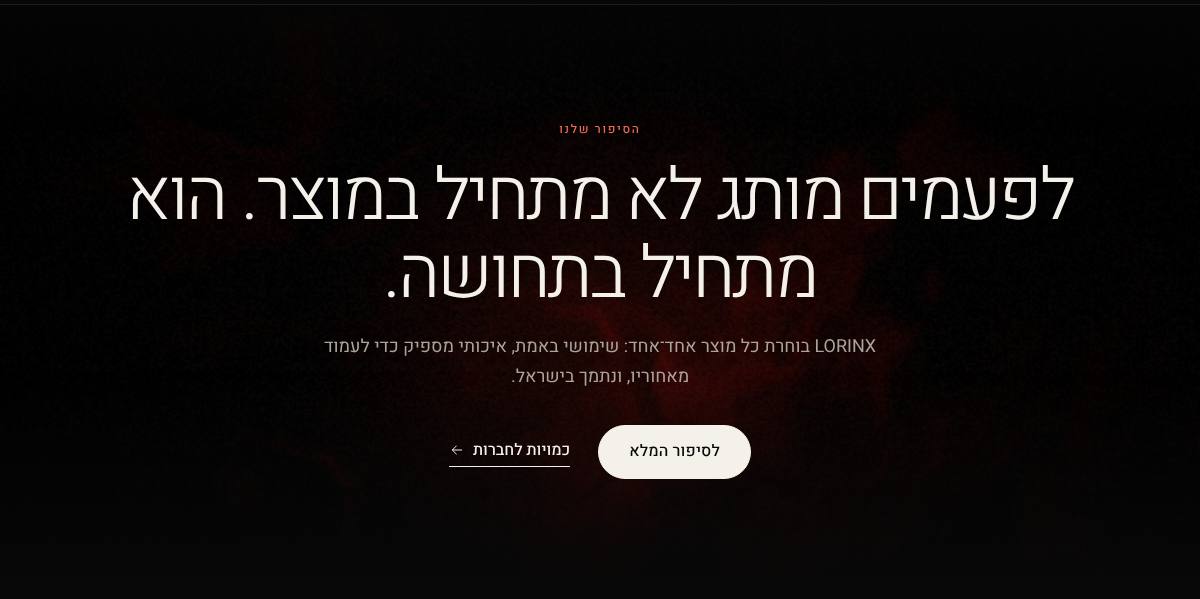 הסיפור שלנו
לפעמים מותג לא מתחיל במוצר. הוא
מתחיל בתחושה.
LORINX בוחרת כל מוצר אחד־אחד: שימושי באמת, איכותי מספיק כדי לעמוד
מאחוריו, ונתמך בישראל.
לסיפור המלא
כמויות לחברות ←